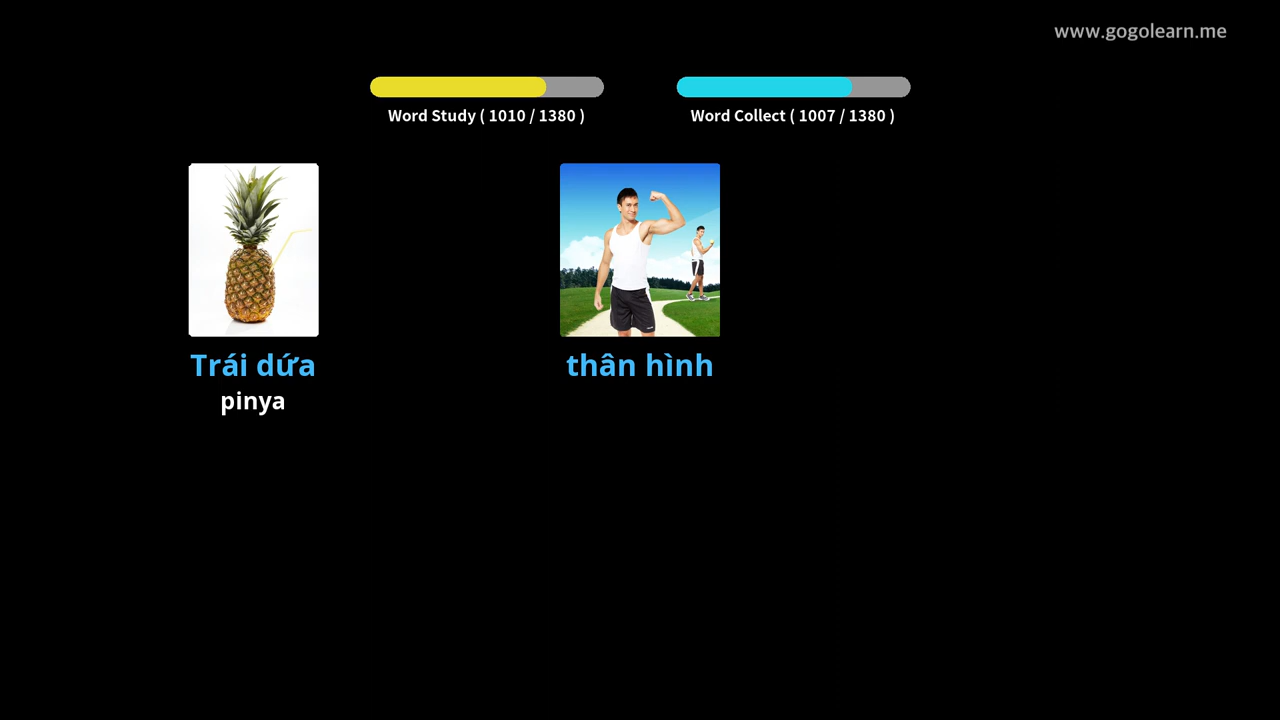 www.gogolearn.me
Word Study ( 1010 / 1380 )
Word Collect ( 1007 / 1380 )
Trái dứa
pinya
thân hình